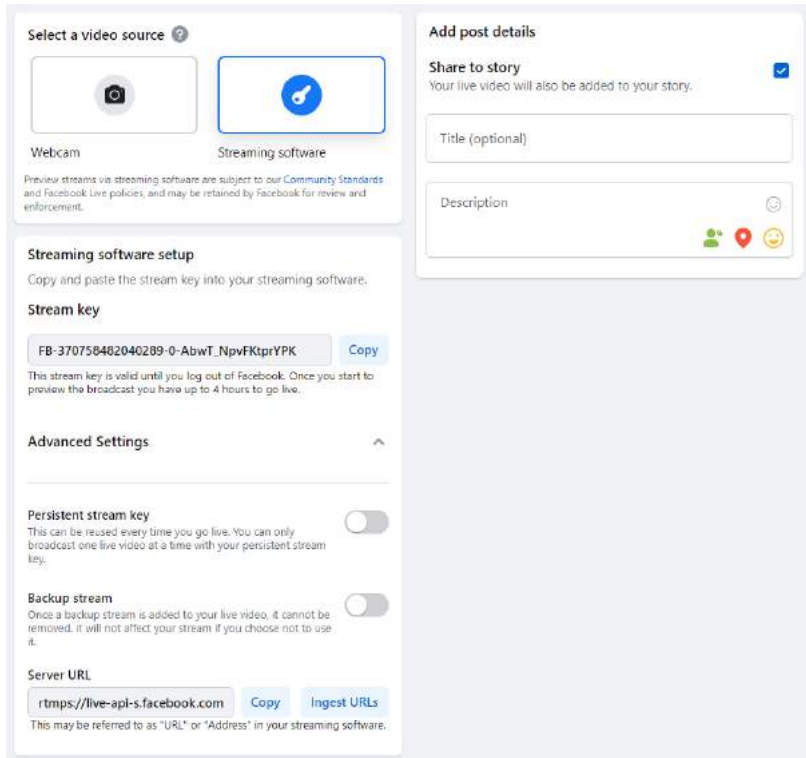 Select a video source ?
Webcam
Streaming software
Preview streams via streaming software are subject to our Community Standards
and Facebook Live policies, and may be retained by Facebook for review and
enforcement.
Streaming software setup
Copy and paste the stream key into your streaming software.
Stream key
FB-370758482040289-0-AbwT_NpvFKtprYPK
Copy
This stream key is valid until you log out of Facebook. Once you start to
preview the broadcast you have up to 4 hours to go live.
Advanced Settings
Persistent stream key
This can be reused every time you go live. You can only
broadcast one live video at a time with your persistent stream
key.
Backup stream
Once a backup stream is added to your live video, it cannot be
removed. it will not affect your stream if you choose not to use
it.
Server URL
rtmps://live-api-s.facebook.com
Copy
Ingest URLs
This may be referred to as "URL" or "Address" in your streaming software.
Add post details
Share to story
Your live video will also be added to your story.
Title (optional)
Description